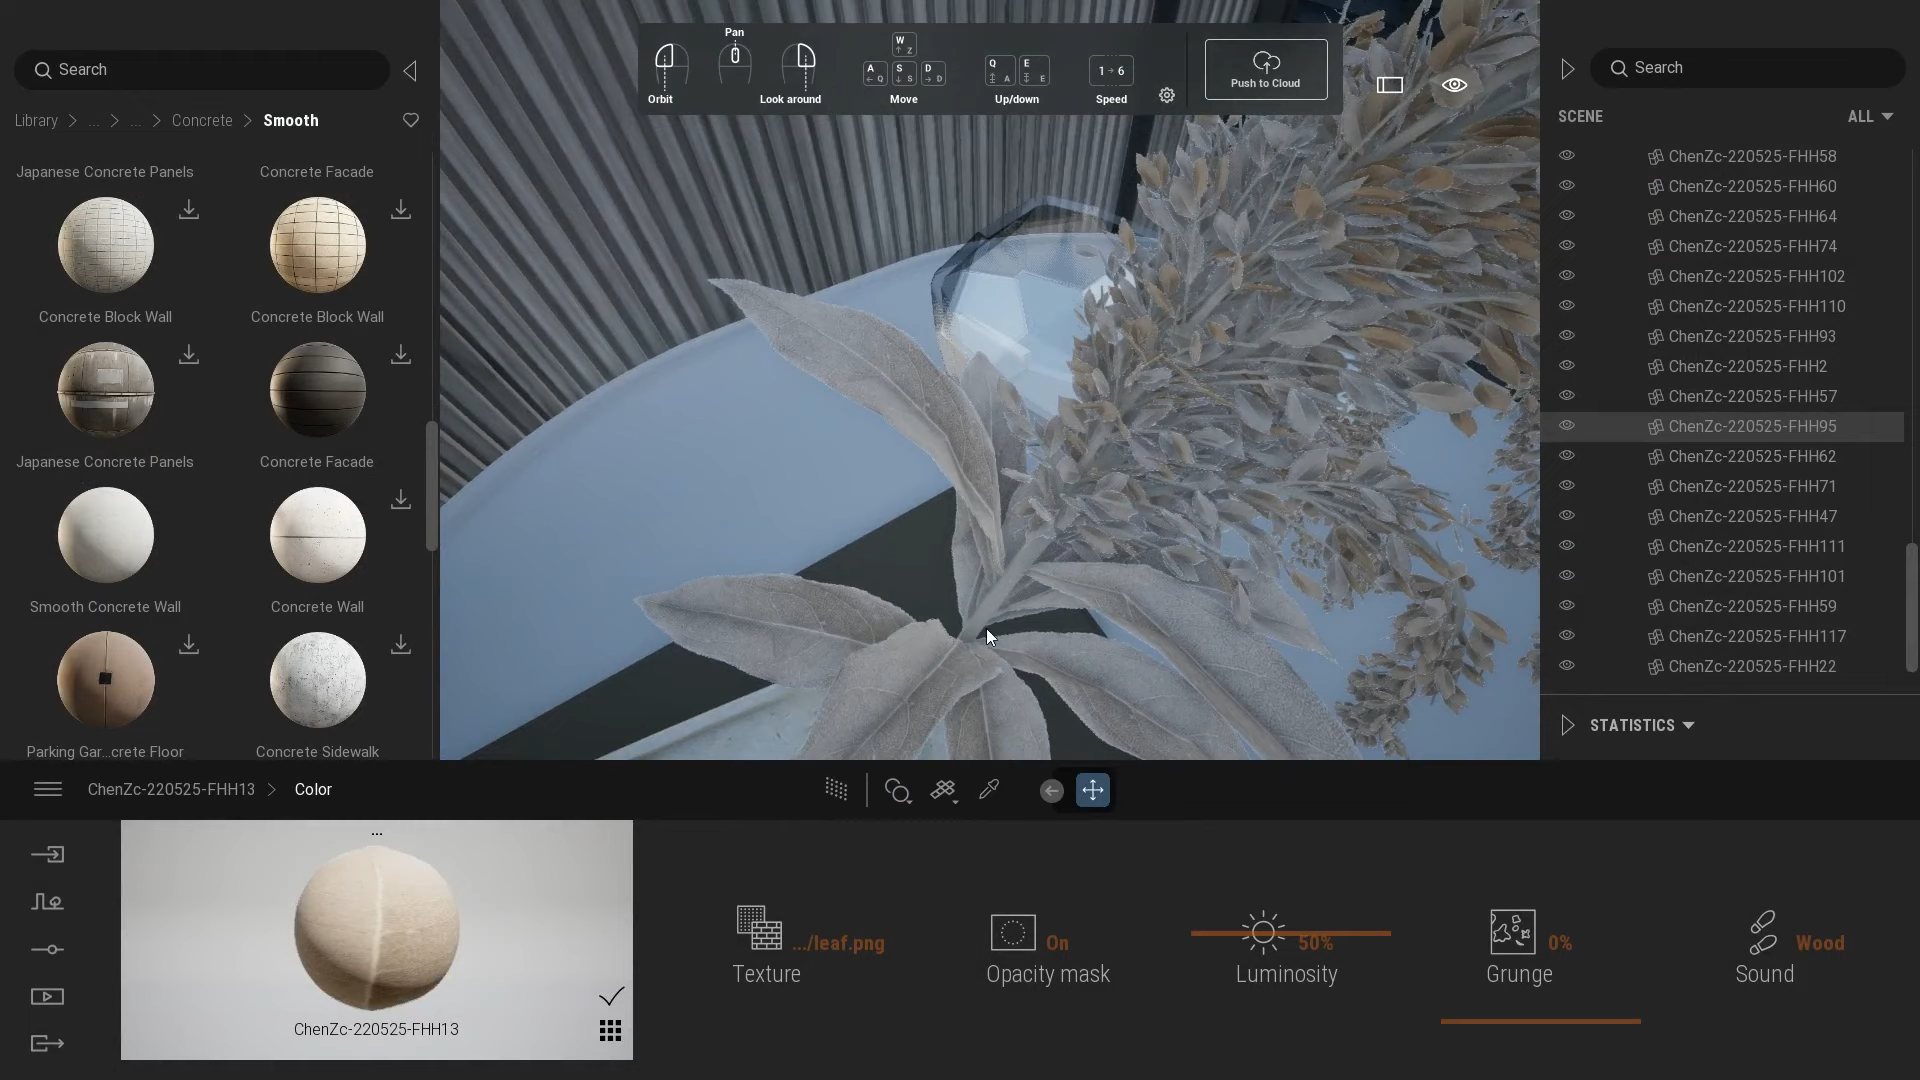 Search
Library > ... > ... > Concrete > Smooth
Japanese Concrete Panels
Concrete Facade
Concrete Block Wall
Concrete Block Wall
Japanese Concrete Panels
Concrete Facade
Smooth Concrete Wall
Concrete Wall
Parking Gar...crete Floor
Concrete Sidewalk
Orbit
Pan
Look around
W
Z
A
Q
S
S
D
D
Move
Q
A
E
E
Up/down
1 → 6
Speed
Push to Cloud
Search
SCENE
ALL
ChenZc-220525-FHH58
ChenZc-220525-FHH60
ChenZc-220525-FHH64
ChenZc-220525-FHH74
ChenZc-220525-FHH102
ChenZc-220525-FHH110
ChenZc-220525-FHH93
ChenZc-220525-FHH2
ChenZc-220525-FHH57
ChenZc-220525-FHH95
ChenZc-220525-FHH62
ChenZc-220525-FHH71
ChenZc-220525-FHH47
ChenZc-220525-FHH111
ChenZc-220525-FHH101
ChenZc-220525-FHH59
ChenZc-220525-FHH117
ChenZc-220525-FHH22
STATISTICS
ChenZc-220525-FHH13 > Color
...
ChenZc-220525-FHH13
.../leaf.png
Texture
On
Opacity mask
50%
Luminosity
0%
Grunge
Wood
Sound